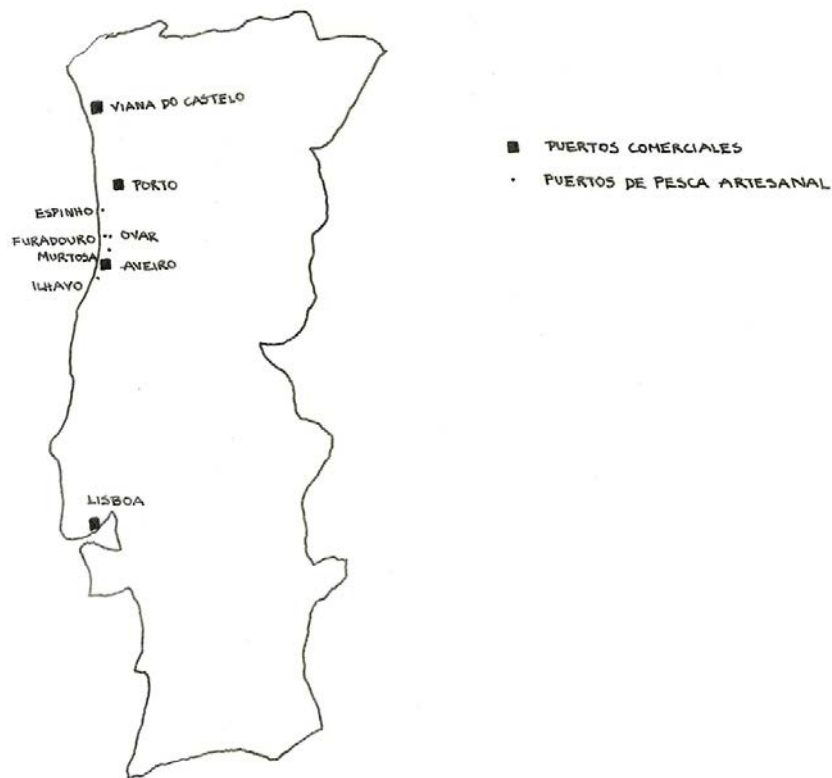 VIANA DO CASTELO
PUERTOS COMERCIALES
PORTO
PUERTOS DE PESCA ARTESANAL
ESPINHO
FURADOURO
OVAR
MURTOSA
AVEIRO
ILHAVO
LISBOA